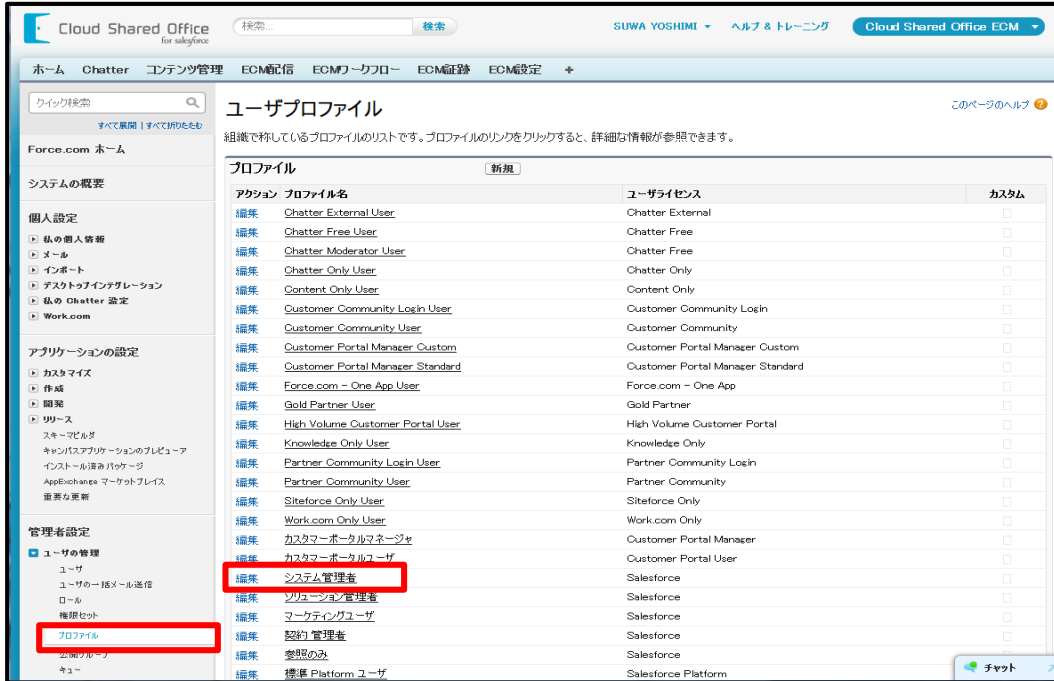 Cloud Shared Office
for salesforce
検索...
検索
SUWA YOSHIMI
ヘルプ & トレーニング
Cloud Shared Office ECM
ホーム Chatter コンテンツ管理 ECM配信 ECMワークフロー ECM証跡 ECM設定 +
クイック検索
すべて展開 | すべて折りたたむ
Force.com ホーム
システムの概要
個人設定
私の個人情報
メール
インポート
デスクトップインテグレーション
私の Chatter 設定
Work.com
アプリケーションの設定
カスタマイズ
作成
開発
リリース
スキーマビルダ
キャンバスアプリケーションのプレビューア
インストール済みパッケージ
AppExchange マーケットプレイス
重要な更新
管理者設定
ユーザの管理
ユーザ
ユーザの一括メール送信
ロール
権限セット
プロファイル
公開グループ
キュー
ユーザプロファイル
このページのヘルプ
組織で称しているプロファイルのリストです。プロファイルのリンクをクリックすると、詳細な情報が参照できます。
プロファイル 新規
アクション プロファイル名 ユーザライセンス カスタム
編集 Chatter External User Chatter External
編集 Chatter Free User Chatter Free
編集 Chatter Moderator User Chatter Free
編集 Chatter Only User Chatter Only
編集 Content Only User Content Only
編集 Customer Community Login User Customer Community Login
編集 Customer Community User Customer Community
編集 Customer Portal Manager Custom Customer Portal Manager Custom
編集 Customer Portal Manager Standard Customer Portal Manager Standard
編集 Force.com - One App User Force.com - One App
編集 Gold Partner User Gold Partner
編集 High Volume Customer Portal User High Volume Customer Portal
編集 Knowledge Only User Knowledge Only
編集 Partner Community Login User Partner Community Login
編集 Partner Community User Partner Community
編集 Siteforce Only User Siteforce Only
編集 Work.com Only User Work.com Only
編集 カスタマーポータルマネージャ Customer Portal Manager
編集 カスタマーポータルユーザ Customer Portal User
編集 システム管理者 Salesforce
編集 ソリューション管理者 Salesforce
編集 マーケティングユーザ Salesforce
編集 契約 管理者 Salesforce
編集 参照のみ Salesforce
編集 標準 Platform ユーザ Salesforce Platform
チャット